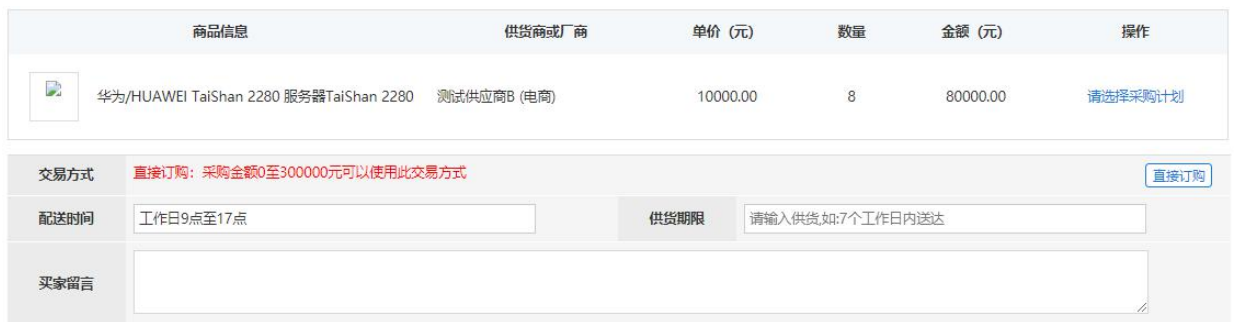 商品信息 供货商或厂商 单价（元） 数量 金额（元） 操作
华为/HUAWEI TaiShan 2280 服务器TaiShan 2280 测试供应商B (电商) 10000.00 8 80000.00 请选择采购计划
交易方式 直接订购：采购金额0至300000元可以使用此交易方式 直接订购
配送时间 工作日9点至17点 供货期限 请输入供货,如:7个工作日内送达
买家留言